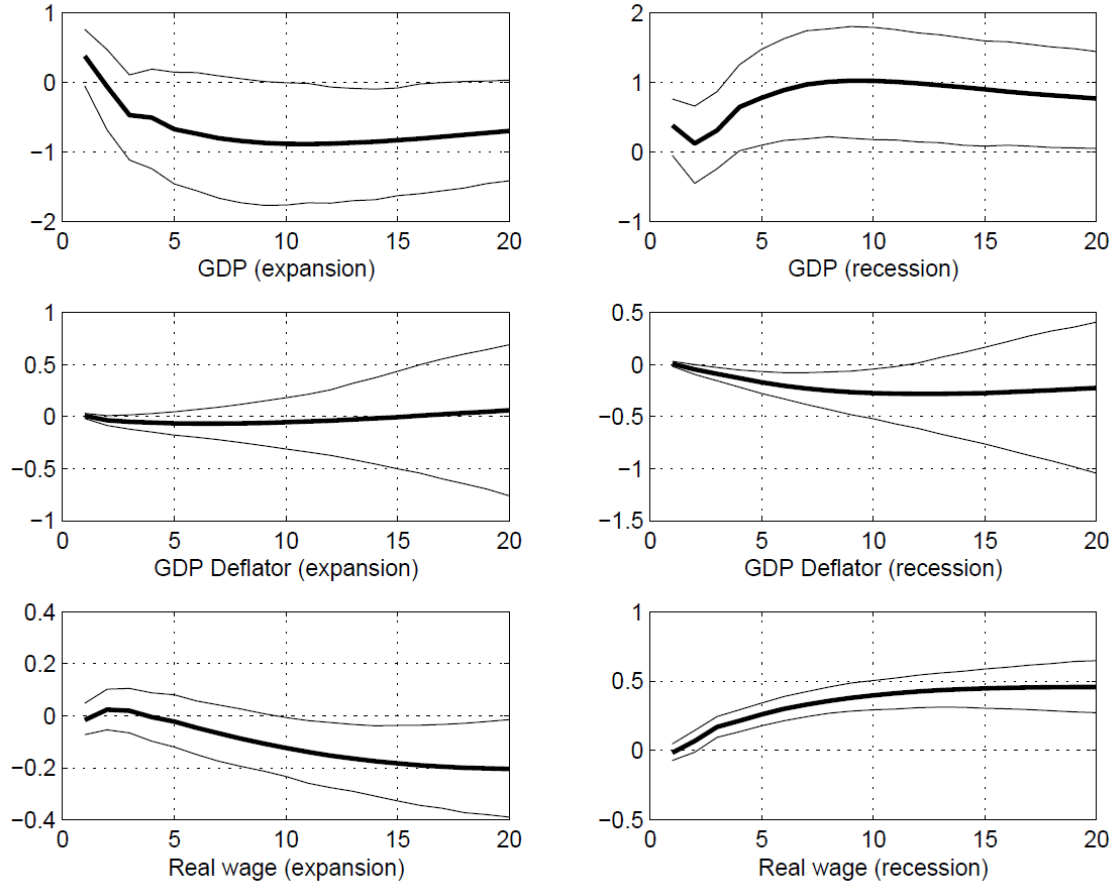 1
0
−1
−2
0 5 10 15 20
GDP (expansion)
2
1
0
−1
0 5 10 15 20
GDP (recession)
1
0.5
0
−0.5
−1
0 5 10 15 20
GDP Deflator (expansion)
0.5
0
−0.5
−1
−1.5
0 5 10 15 20
GDP Deflator (recession)
0.4
0.2
0
−0.2
−0.4
0 5 10 15 20
Real wage (expansion)
1
0.5
0
−0.5
0 5 10 15 20
Real wage (recession)